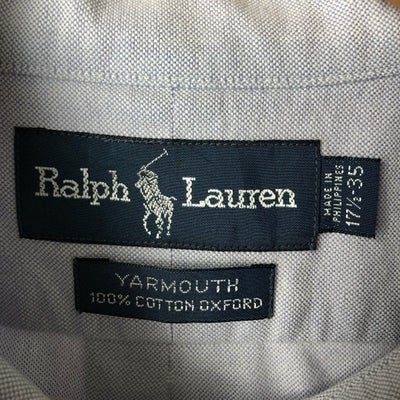 Ralph Lauren
MADE IN
PHILIPPINES
17½-35
YARMOUTH
100% COTTON OXFORD